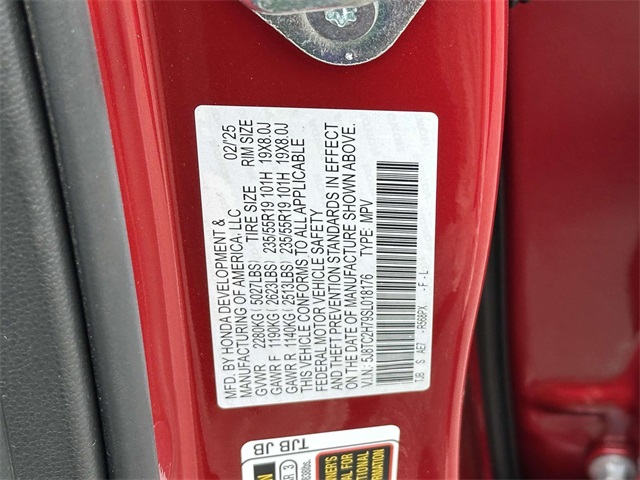 MFD. BY HONDA DEVELOPMENT & 02/'25
MANUFACTURING OF AMERICA, LLC
TIRE SIZE RIM SIZE
GVWR 2280KG (5027LBS)
GAWR F 1190KG (2623LBS) 235/55R19 101H 19X8.0J
GAWR R 1140KG (2513LBS) 235/55R19 101H 19X8.0J
THIS VEHICLE CONFORMS TO ALL APPLICABLE
FEDERAL MOTOR VEHICLE SAFETY
AND THEFT PREVENTION STANDARDS IN EFFECT
ON THE DATE OF MANUFACTURE SHOWN ABOVE.
V.I.N.: 5J8TC2H79SL018176 TYPE: MPV
TJB S AE7 - R568PX - F - L
TJB JB